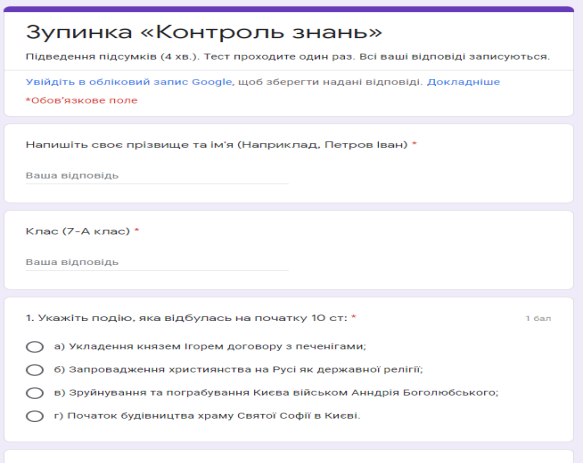 Зупинка «Контроль знань»
Підведення підсумків (4 хв.). Тест проходите один раз. Всі ваші відповіді записуються.
Увійдіть в обліковий запис Google, щоб зберегти надані відповіді. Докладніше
*Обов'язкове поле
Напишіть своє прізвище та ім'я (Наприклад, Петров Іван) *
Ваша відповідь
Клас (7-А клас) *
Ваша відповідь
1. Укажіть подію, яка відбулась на початку 10 ст: *
1 бал
а) Укладення князем Ігорем договору з печенігами;
б) Запровадження християнства на Русі як державної релігії;
в) Зруйнування та пограбування Києва військом Анндрія Боголюбського;
г) Початок будівництва храму Святої Софії в Києві.